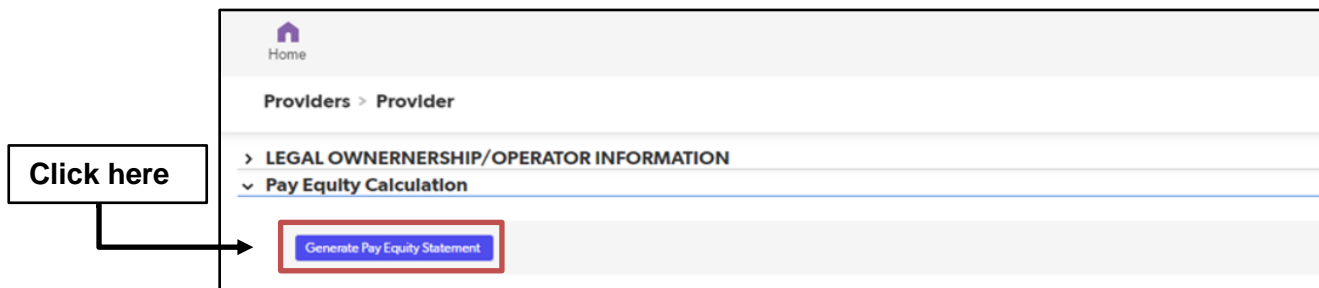 Home
Providers > Provider
> LEGAL OWNERNERSHIP/OPERATOR INFORMATION
Pay Equity Calculation
Click here
Generate Pay Equity Statement